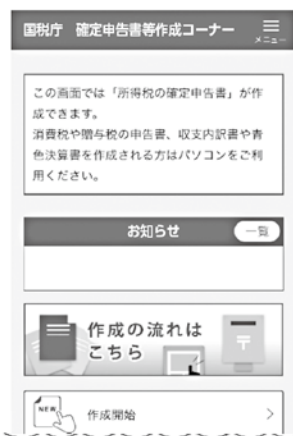 国税庁 確定申告書等作成コーナー
メニュー
この画面では「所得税の確定申告書」が作
成できます。
消費税や贈与税の申告書、収支内訳書や青
色決算書を作成される方はパソコンをご利
用ください。
お知らせ
一覧
作成の流れは
こちら
NEW
作成開始